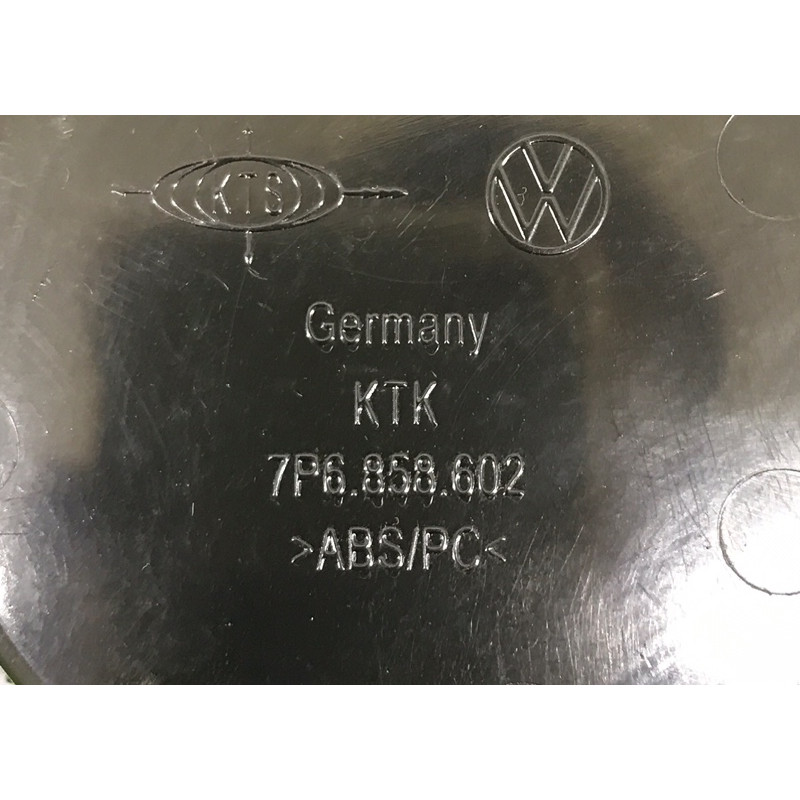 KTS
Germany
KTK
7P6.858.602
>ABS/PC<